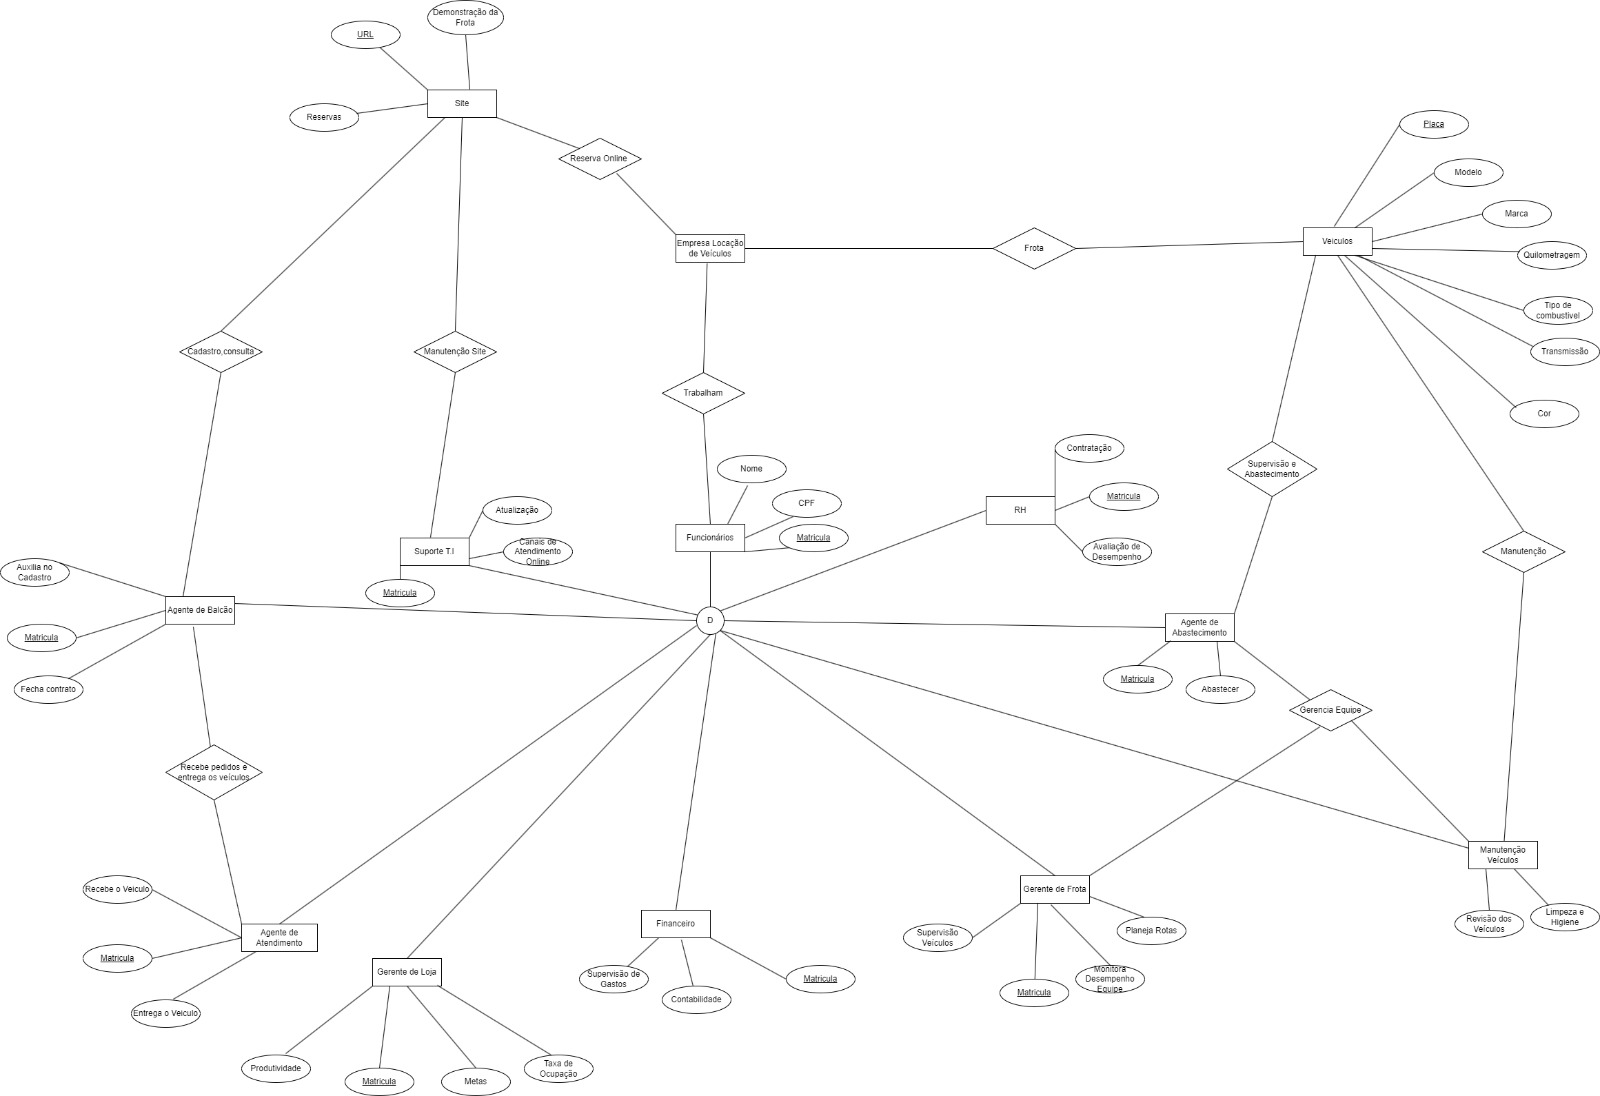 Demonstração da
Frota
URL
Site
Reservas
Reserva Online
Placa
Modelo
Marca
Empresa Locação
de Veículos
Frota
Veiculos
Quilometragem
Tipo de
combustivel
Transmissão
Cadastro,consulta
Manutenção Site
Trabalham
Cor
Contratação
Nome
Supervisão e
Abastecimento
Matricula
CPF
RH
Atualização
Funcionários
Matricula
Suporte T.I
Canais de
Atendimento
Online
Avaliação de
Desempenho
Manutenção
Auxilia no
Cadastro
Matricula
Agente de Balcão
D
Agente de
Abastecimento
Matricula
Matricula
Abastecer
Fecha contrato
Gerencia Equipe
Recebe pedidos e
entrega os veículos
Manutenção
Veículos
Recebe o Veiculo
Gerente de Frota
Financeiro
Revisão dos
Veículos
Limpeza e
Higiene
Agente de
Atendimento
Supervisão
Veículos
Planeja Rotas
Matricula
Gerente de Loja
Supervisão de
Gastos
Matricula
Monitora
Desempenho
Equipe
Contabilidade
Matricula
Entrega o Veiculo
Produtividade
Matricula
Metas
Taxa de
Ocupação